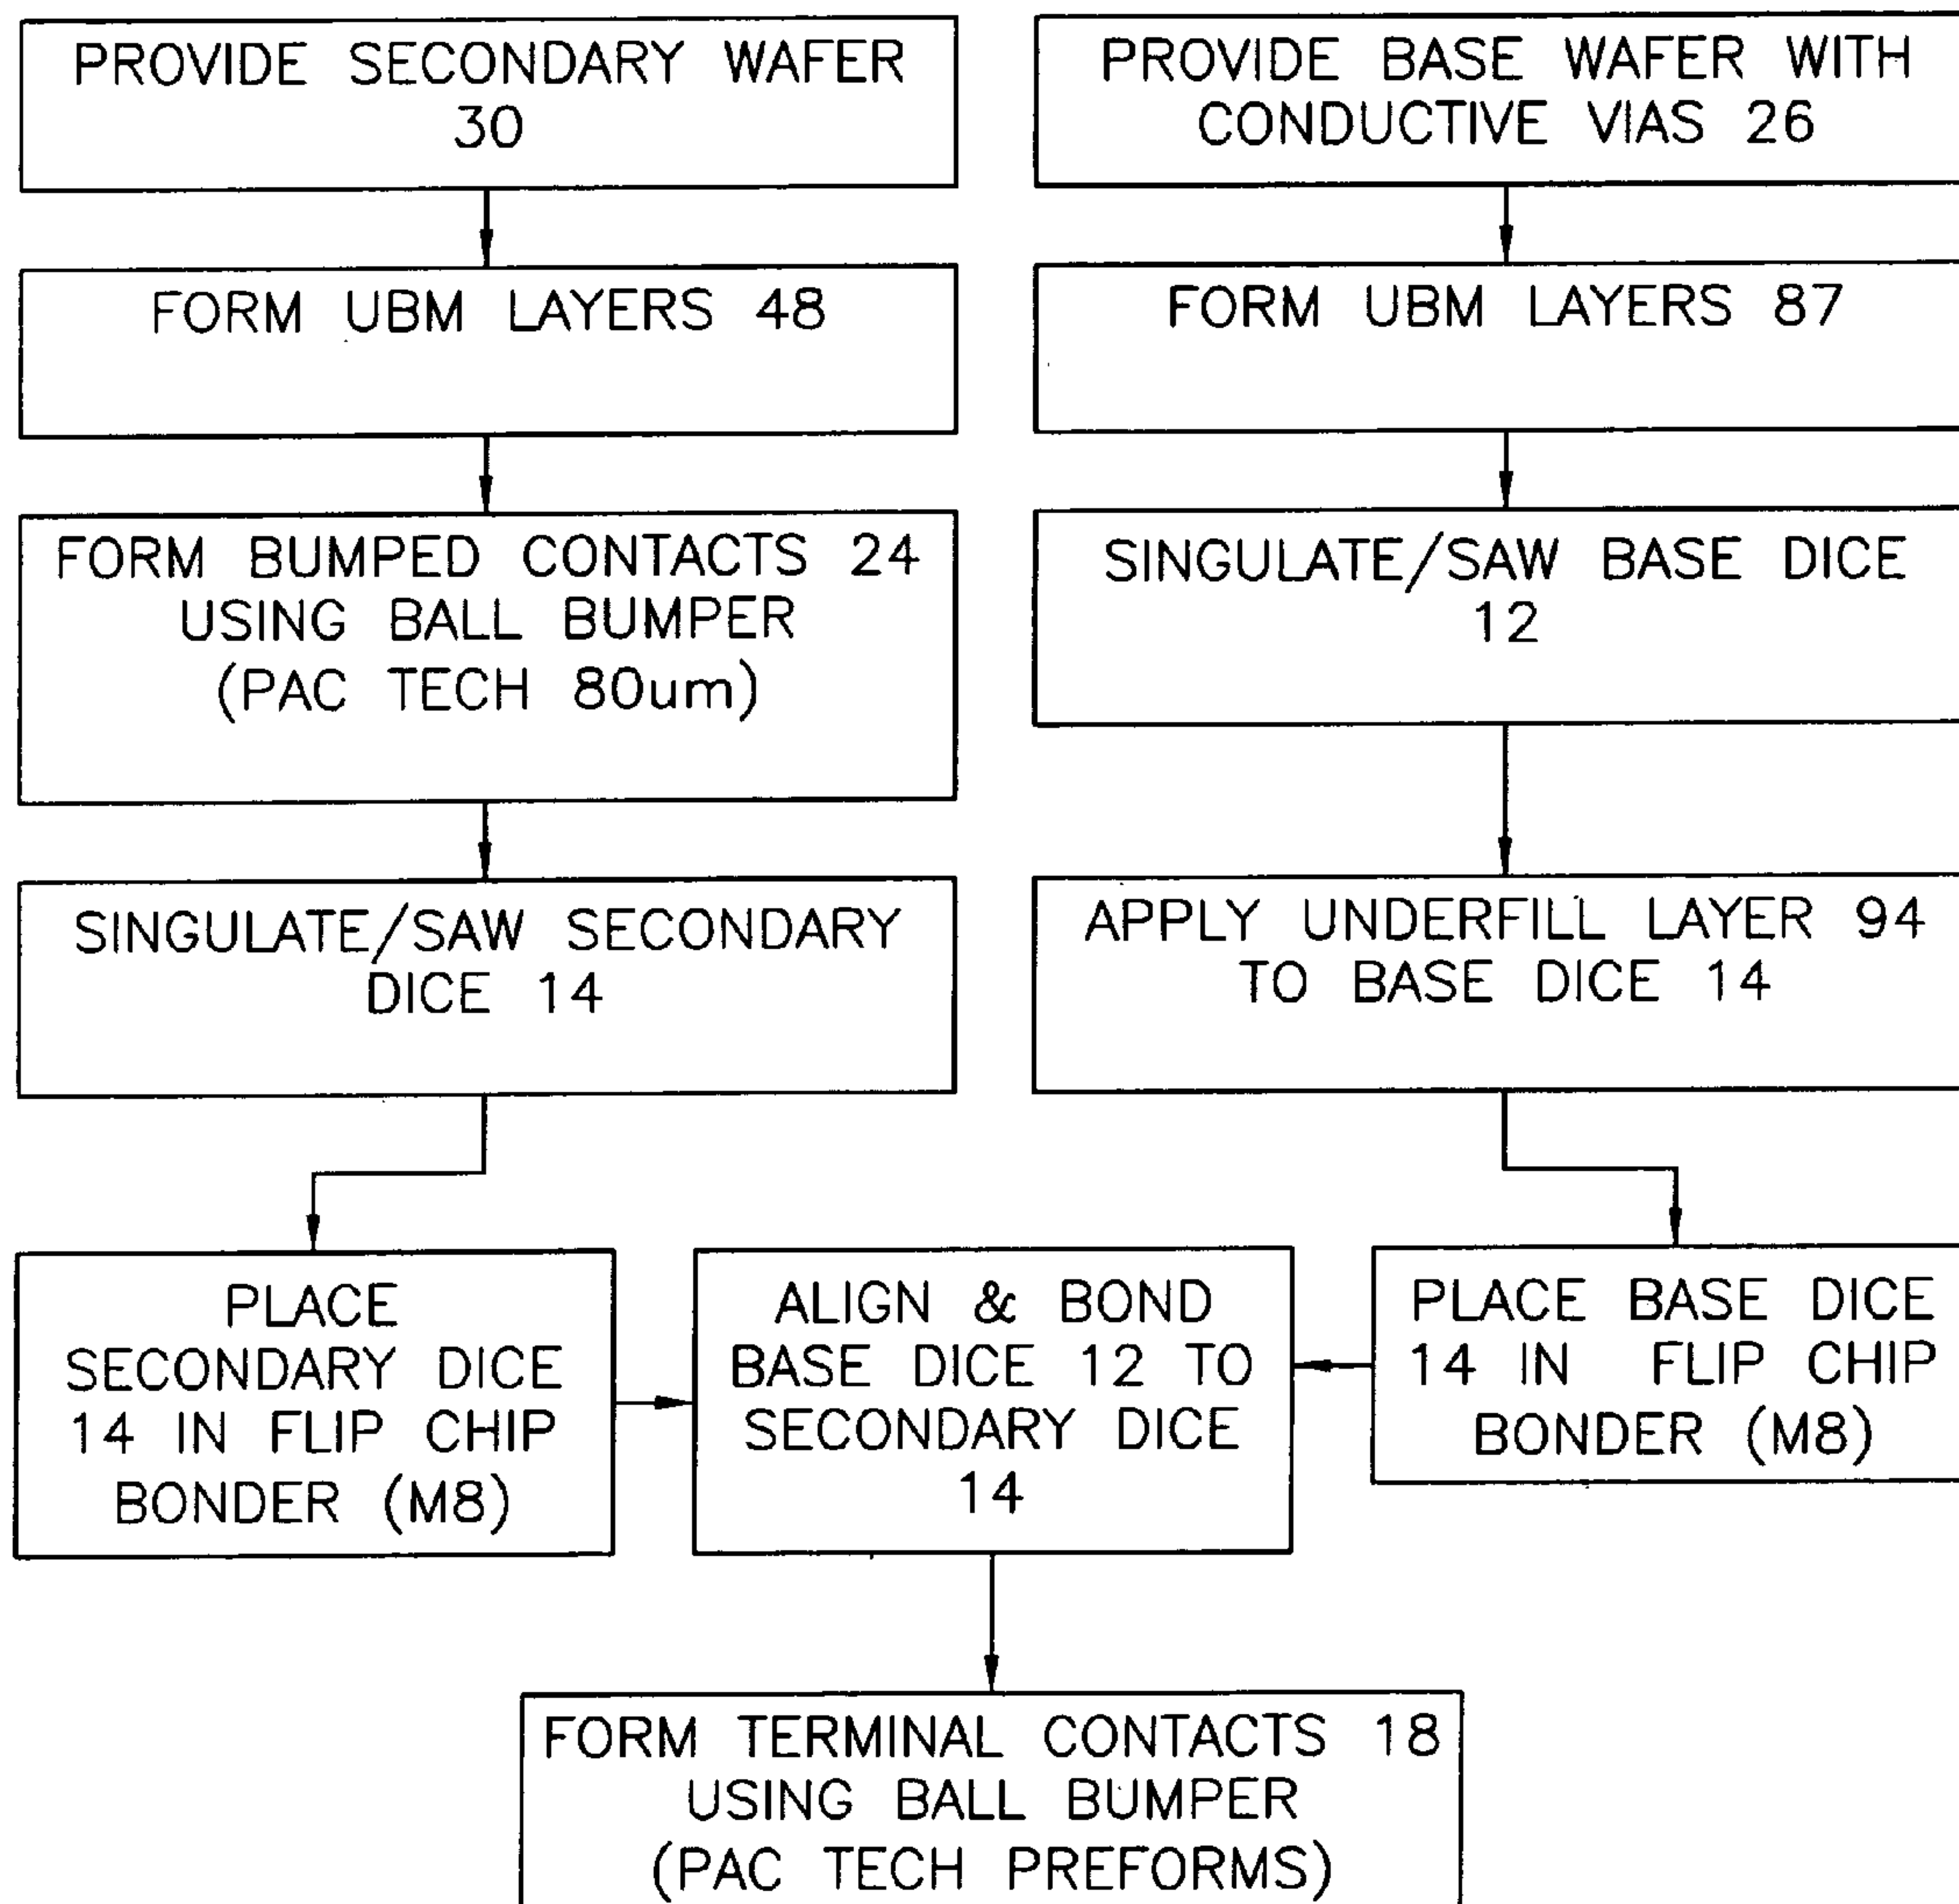 PROVIDE SECONDARY WAFER
30
FORM UBM LAYERS 48
FORM BUMPED CONTACTS 24
USING BALL BUMPER
(PAC TECH 80um)
SINGULATE/SAW SECONDARY
DICE 14
PLACE
SECONDARY DICE
14 IN FLIP CHIP
BONDER (M8)
PROVIDE BASE WAFER WITH
CONDUCTIVE VIAS 26
FORM UBM LAYERS 87
SINGULATE/SAW BASE DICE
12
APPLY UNDERFILL LAYER 94
TO BASE DICE 14
PLACE BASE DICE
14 IN FLIP CHIP
BONDER (M8)
ALIGN & BOND
BASE DICE 12 TO
SECONDARY DICE
14
FORM TERMINAL CONTACTS 18
USING BALL BUMPER
(PAC TECH PREFORMS)